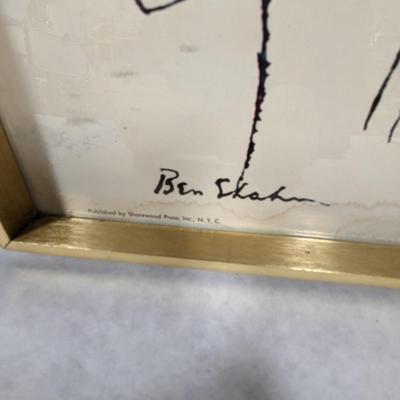 Ben Shahn
Published by Shorewood Press, Inc., N. Y. C.